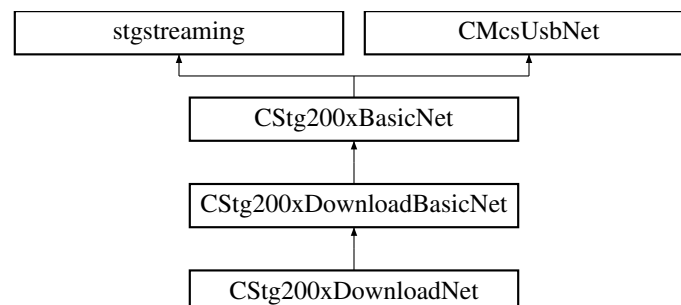 stgstreaming
CMcsUsbNet
CStg200xBasicNet
CStg200xDownloadBasicNet
CStg200xDownloadNet